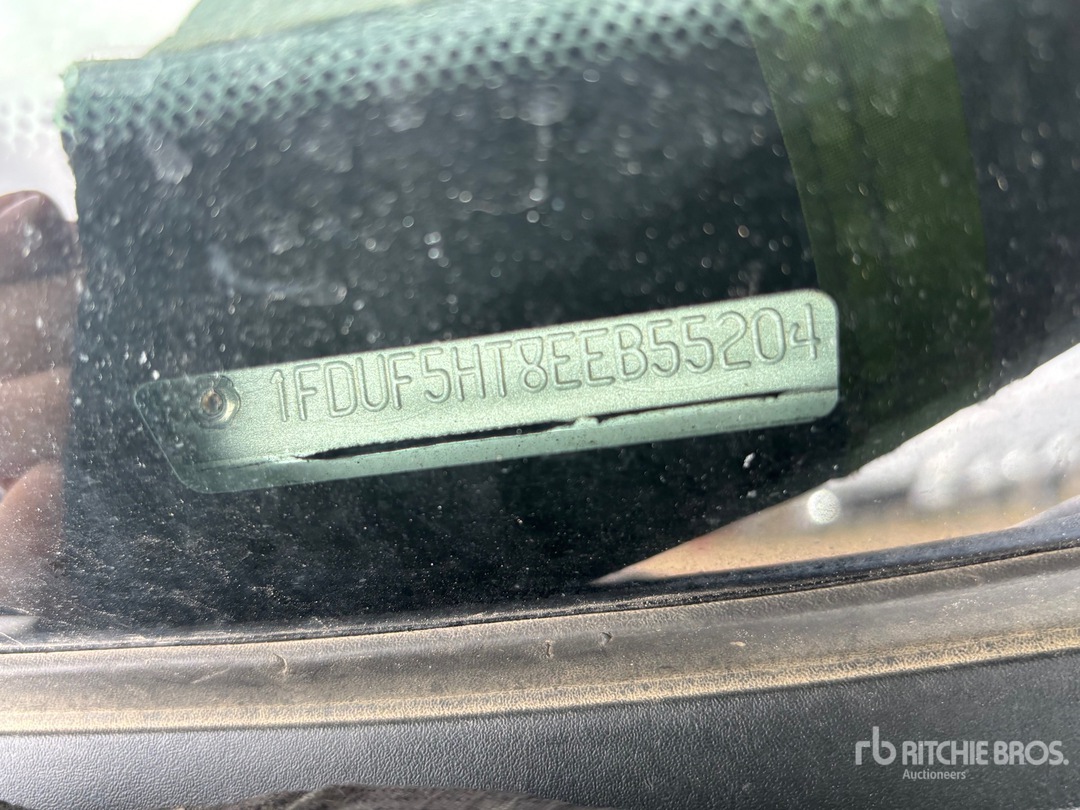 1FDUF5HT8EEB55204
rb RITCHIE BROS.
Auctioneers